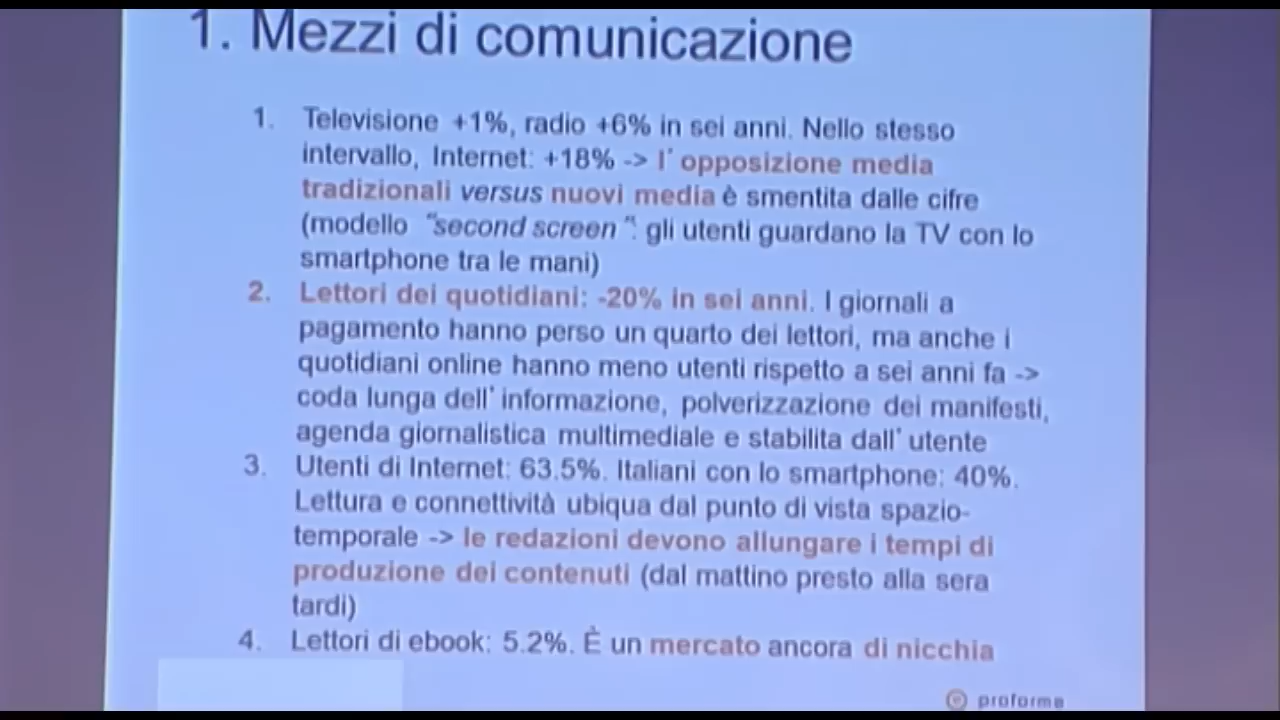 1. Mezzi di comunicazione
1. Televisione +1%, radio +6% in sei anni. Nello stesso
intervallo, Internet: +18% -> l' opposizione media
tradizionali versus nuovi media è smentita dalle cifre
(modello "second screen": gli utenti guardano la TV con lo
smartphone tra le mani)
2. Lettori dei quotidiani: -20% in sei anni. I giornali a
pagamento hanno perso un quarto dei lettori, ma anche i
quotidiani online hanno meno utenti rispetto a sei anni fa ->
coda lunga dell' informazione, polverizzazione dei manifesti,
agenda giornalistica multimediale e stabilita dall' utente
3. Utenti di Internet: 63.5%. Italiani con lo smartphone: 40%.
Lettura e connettività ubiqua dal punto di vista spazio-
temporale -> le redazioni devono allungare i tempi di
produzione dei contenuti (dal mattino presto alla sera
tardi)
4. Lettori di ebook: 5.2%. È un mercato ancora di nicchia
proforma